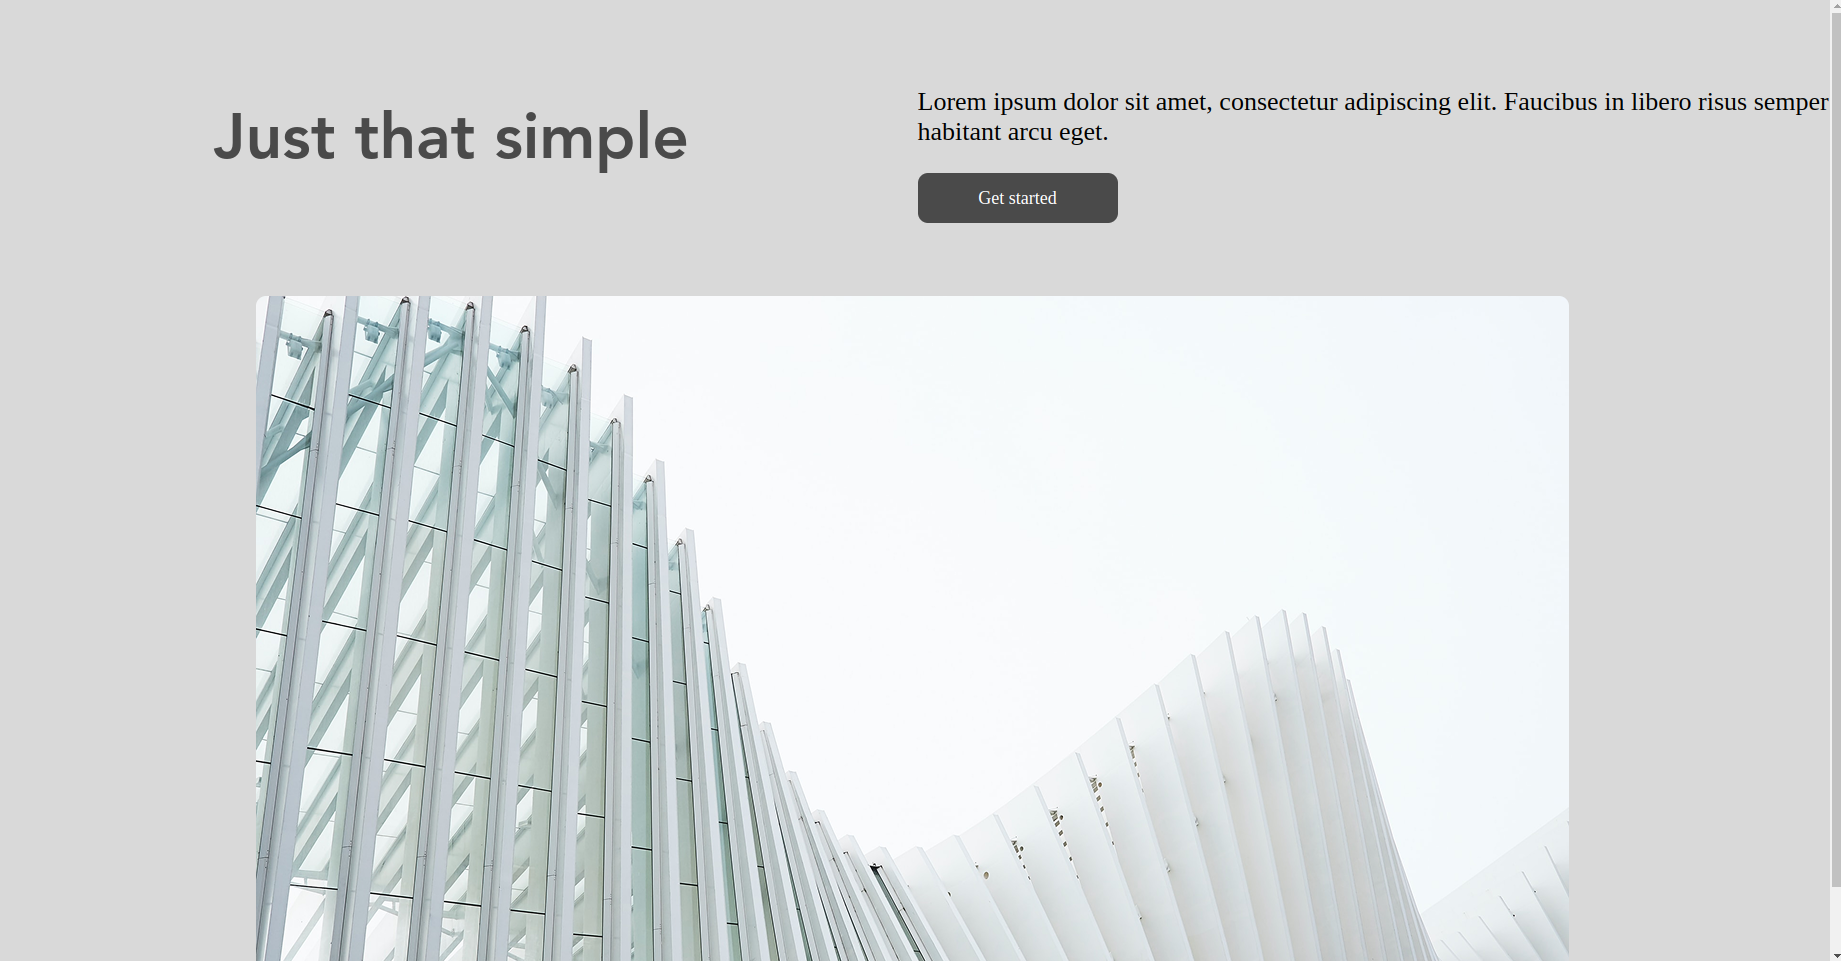 Just that simple
Lorem ipsum dolor sit amet, consectetur adipiscing elit. Faucibus in libero risus semper
habitant arcu eget.
Get started